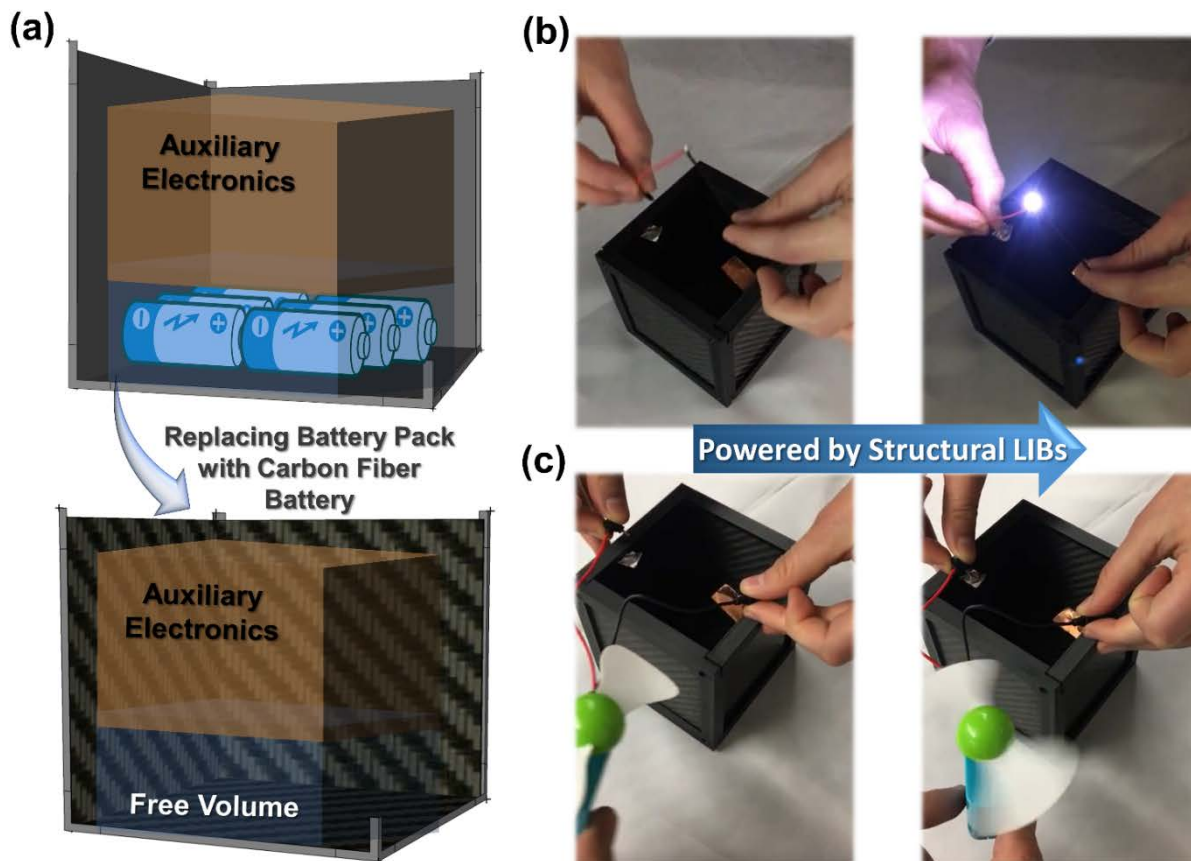 (a)
Auxiliary
Electronics
Replacing Battery Pack
with Carbon Fiber
Battery
Auxiliary
Electronics
Free Volume
(b)
Powered by Structural LIBs
(c)